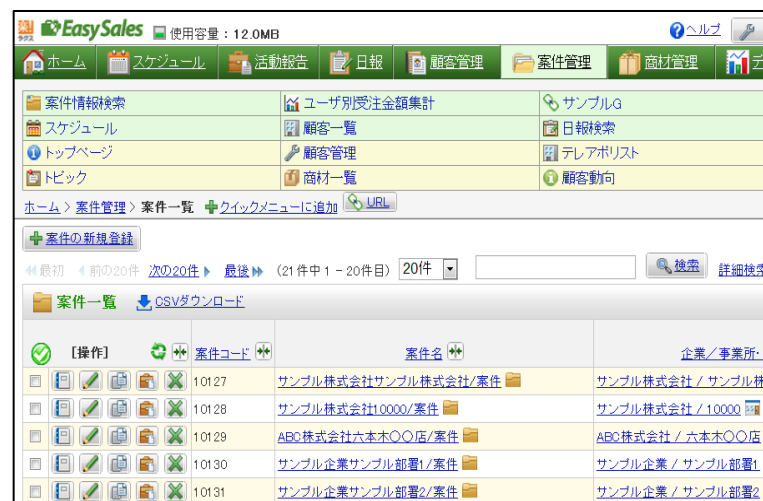 ラグス EasySales 使用容量：12.0MB ヘルプ
ホーム スケジュール 活動報告 日報 顧客管理 案件管理 商材管理 デ
案件情報検索 ユーザ別受注金額集計 サンプルG
スケジュール 顧客一覧 日報検索
トップページ 顧客管理 テレアポリスト
トピック 商材一覧 顧客動向
ホーム > 案件管理 > 案件一覧 クイックメニューに追加 URL
案件の新規登録
最初 前の20件 次の20件 最後 (21件中1－20件目) 20件 検索 詳細検索
案件一覧 CSVダウンロード
[操作] 案件コード 案件名 企業／事業所・
10127 サンプル株式会社サンプル株式会社/案件 サンプル株式会社 / サンプル株
10128 サンプル株式会社10000/案件 サンプル株式会社 / 10000
10129 ABC株式会社六本木〇〇店/案件 ABC株式会社 / 六本木〇〇店
10130 サンプル企業サンプル部署1/案件 サンプル企業 / サンプル部署1
10131 サンプル企業サンプル部署2/案件 サンプル企業 / サンプル部署2